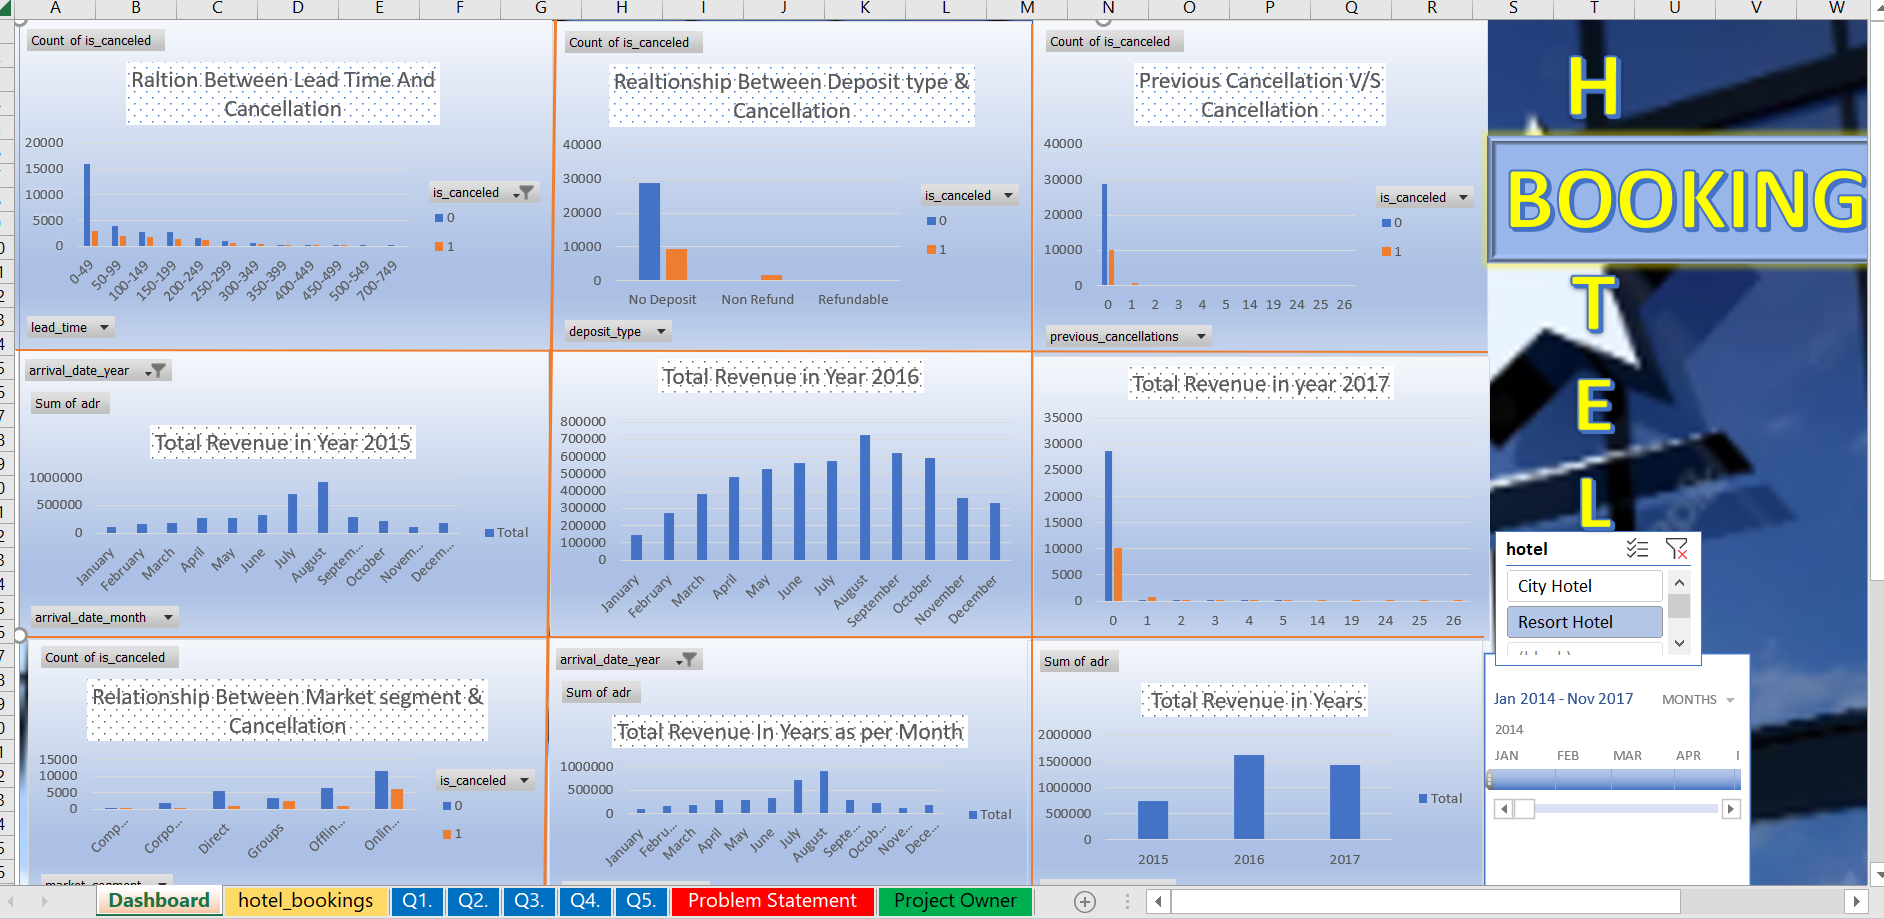 A B C D E F G H I J K L M N O P Q R S T U V W
Count of is_canceled
Raltion Between Lead Time And
Cancellation
20000
15000
10000
5000
0
0-49 50-99 100-149 150-199 200-249 250-299 300-349 350-399 400-449 450-499 500-549 700-749
is_canceled
0
1
lead_time
Count of is_canceled
Realtionship Between Deposit type &
Cancellation
40000
30000
20000
10000
0
No Deposit Non Refund Refundable
is_canceled
0
1
deposit_type
Count of is_canceled
Previous Cancellation V/S
Cancellation
40000
30000
20000
10000
0
0 1 2 3 4 5 14 19 24 25 26
is_canceled
0
1
previous_cancellations
H
BOOKING
T
E
L
arrival_date_year
Sum of adr
Total Revenue in Year 2015
1000000
500000
0
January February March April May June July August Septem... October Novem... Decem...
Total
arrival_date_month
Total Revenue in Year 2016
800000
700000
600000
500000
400000
300000
200000
100000
0
January February March April May June July August September October November December
Total Revenue in year 2017
35000
30000
25000
20000
15000
10000
5000
0
0 1 2 3 4 5 14 19 24 25 26
hotel
City Hotel
Resort Hotel
Count of is_canceled
Relationship Between Market segment &
Cancellation
15000
10000
5000
0
Comp... Corpo... Direct Groups Offlin... Onlin...
is_canceled
0
1
market_segment
arrival_date_year
Sum of adr
Total Revenue In Years as per Month
1000000
500000
0
January Febru... March April May June July August Septe... Octob... Nove... Dece...
Total
Sum of adr
Total Revenue in Years
2000000
1500000
1000000
500000
0
2015 2016 2017
Total
Jan 2014 - Nov 2017 MONTHS
2014
JAN FEB MAR APR
Dashboard hotel_bookings Q1. Q2. Q3. Q4. Q5. Problem Statement Project Owner